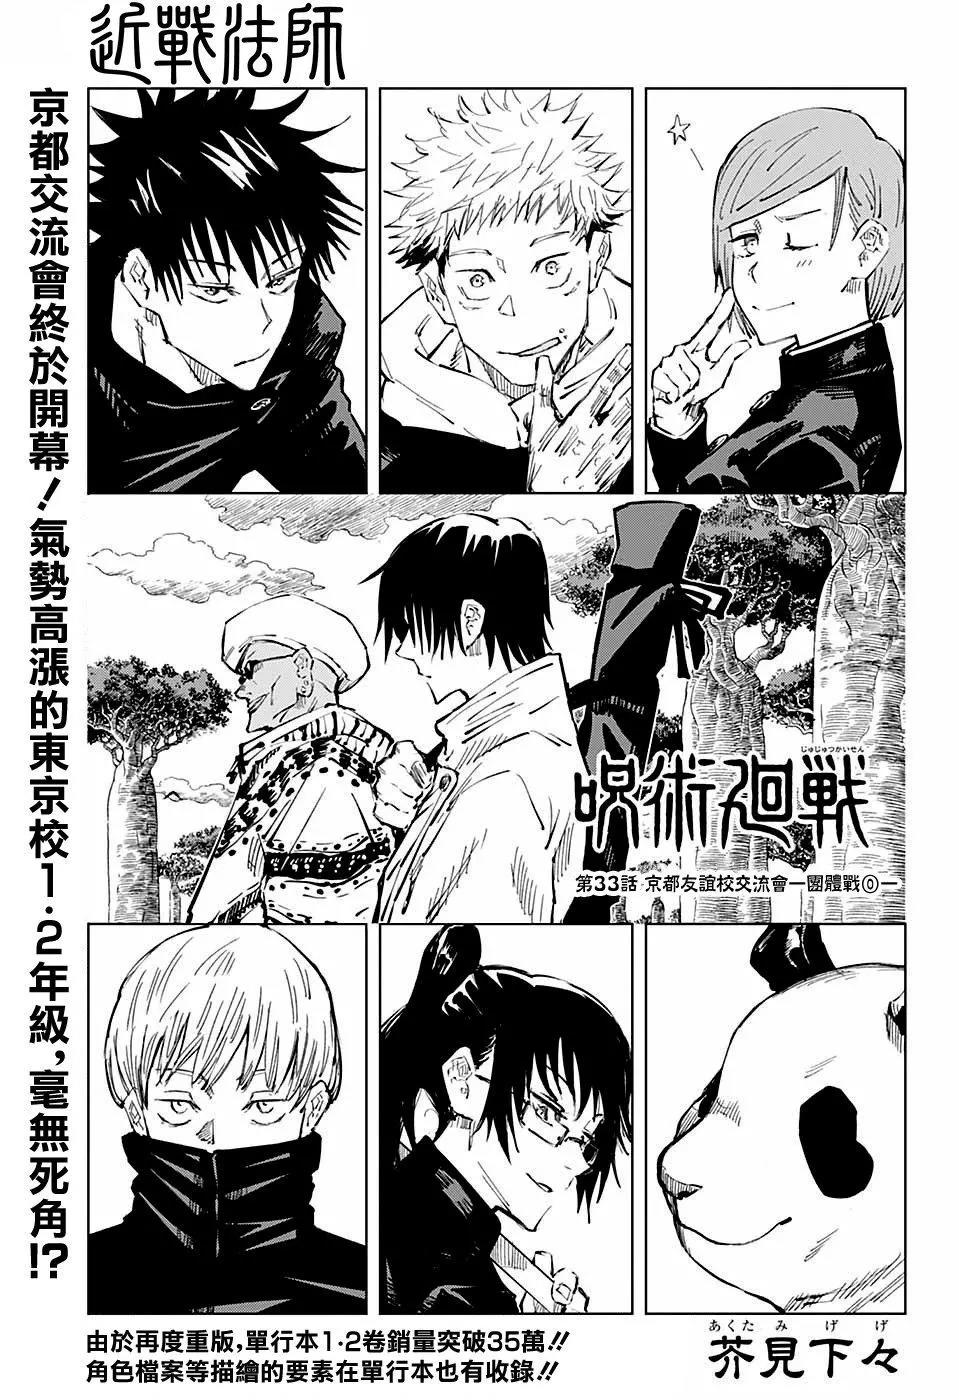 近戰法師
京都交流會終於開幕！氣勢高漲的東京校1·2年級，毫無死角!?
じゅじゅつかいせん
呪術廻戰
第33話 京都友誼校交流會—團體戰⓪—
由於再度重版,單行本1·2卷銷量突破35萬!!
角色檔案等描繪的要素在單行本也有收錄!!
あくたみげげ
芥見下々